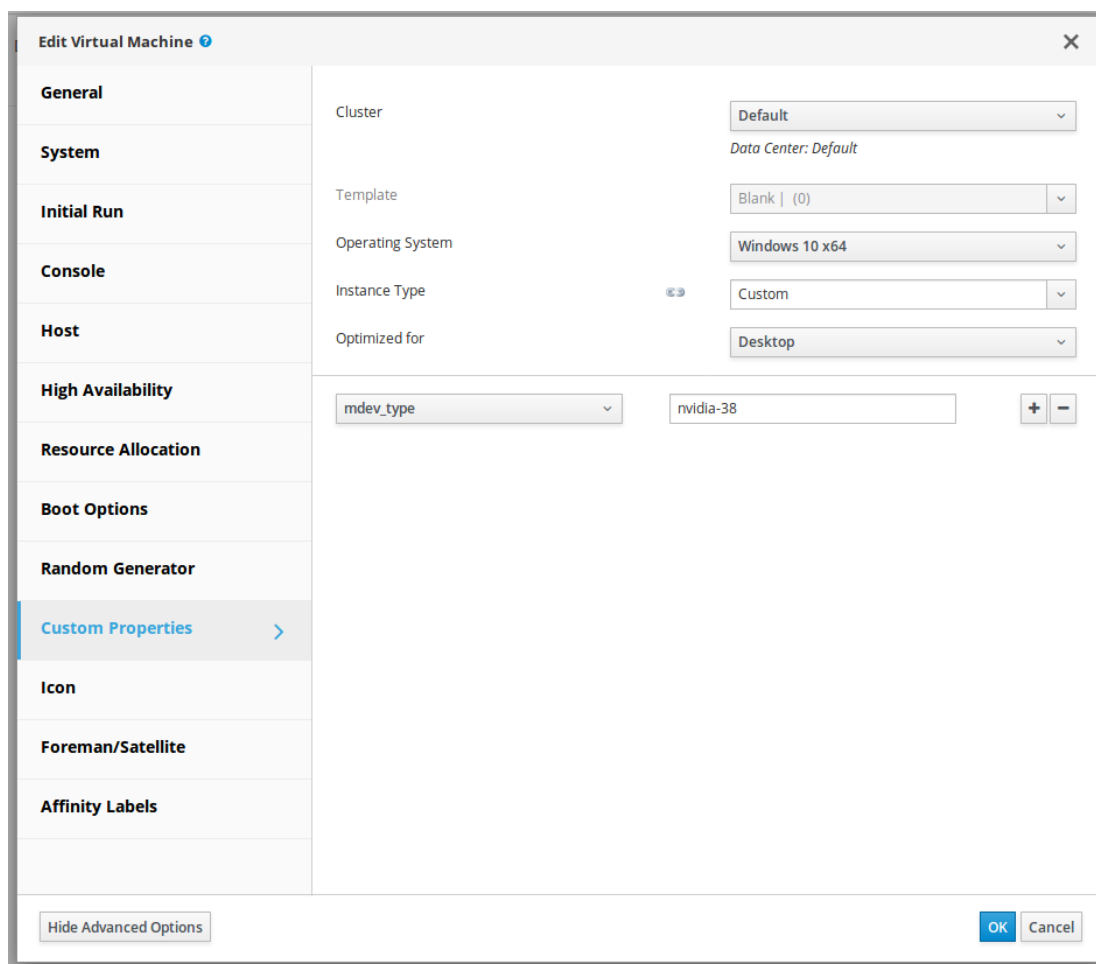 Edit Virtual Machine
General
System
Initial Run
Console
Host
High Availability
Resource Allocation
Boot Options
Random Generator
Custom Properties
Icon
Foreman/Satellite
Affinity Labels
Cluster
Default
Data Center: Default
Template
Blank | (0)
Operating System
Windows 10 x64
Instance Type
Custom
Optimized for
Desktop
mdev_type
nvidia-38
Hide Advanced Options
OK
Cancel